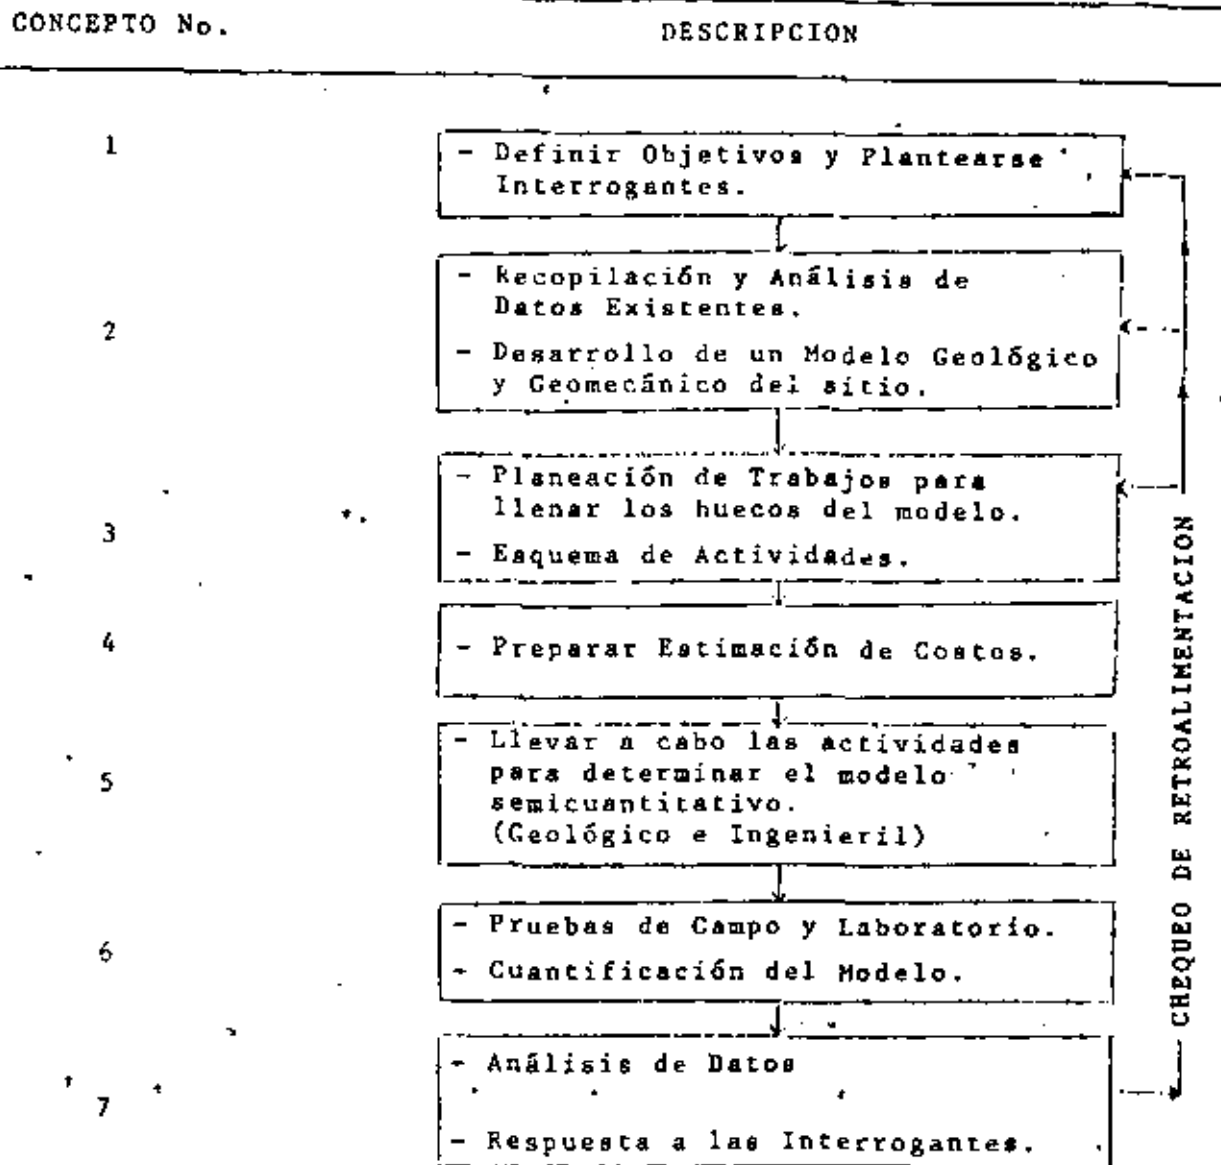 CONCEPTO No.
DESCRIPCION
1
- Definir Objetivos y Plantearse
Interrogantes.
2
- Recopilación y Análisis de
Datos Existentes.
- Desarrollo de un Modelo Geológico
y Geomecánico del sitio.
3
- Planeación de Trabajos para
llenar los huecos del modelo.
- Esquema de Actividades.
4
- Preparar Estimación de Costos.
5
- Llevar a cabo las actividades
para determinar el modelo
semicuantitativo.
(Geológico e Ingenieril)
6
- Pruebas de Campo y Laboratorio.
- Cuantificación del Modelo.
7
- Análisis de Datos
- Respuesta a las Interrogantes.
CHEQUEO DE RETROALIMENTACION